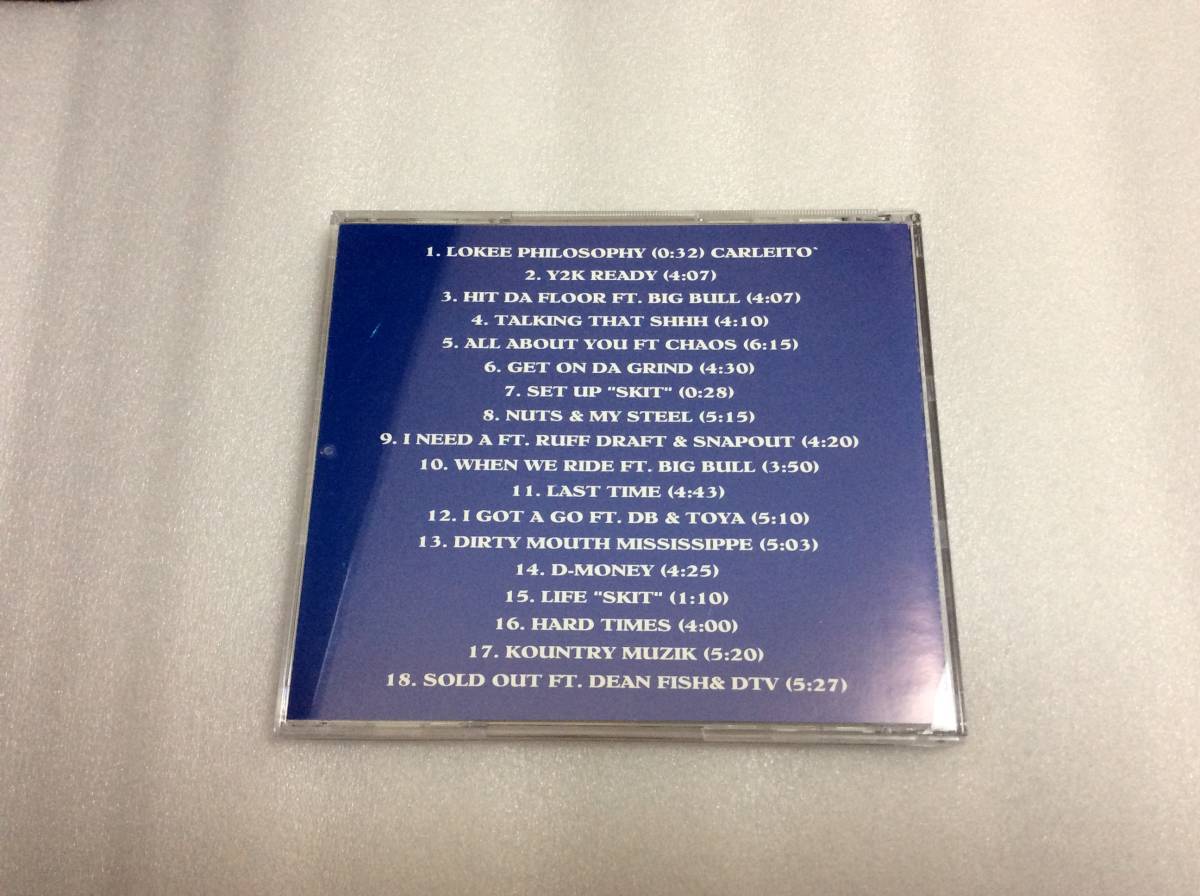 1. LOKEE PHILOSOPHY (0:32) CARLEITO`
2. Y2K READY (4:07)
3. HIT DA FLOOR FT. BIG BULL (4:07)
4. TALKING THAT SHHH (4:10)
5. ALL ABOUT YOU FT CHAOS (6:15)
6. GET ON DA GRIND (4:30)
7. SET UP "SKIT" (0:28)
8. NUTS & MY STEEL (5:15)
9. I NEED A FT. RUFF DRAFT & SNAPOUT (4:20)
10. WHEN WE RIDE FT. BIG BULL (3:50)
11. LAST TIME (4:43)
12. I GOT A GO FT. DB & TOYA (5:10)
13. DIRTY MOUTH MISSISSIPPE (5:03)
14. D-MONEY (4:25)
15. LIFE "SKIT" (1:10)
16. HARD TIMES (4:00)
17. KOUNTRY MUZIK (5:20)
18. SOLD OUT FT. DEAN FISH& DTV (5:27)